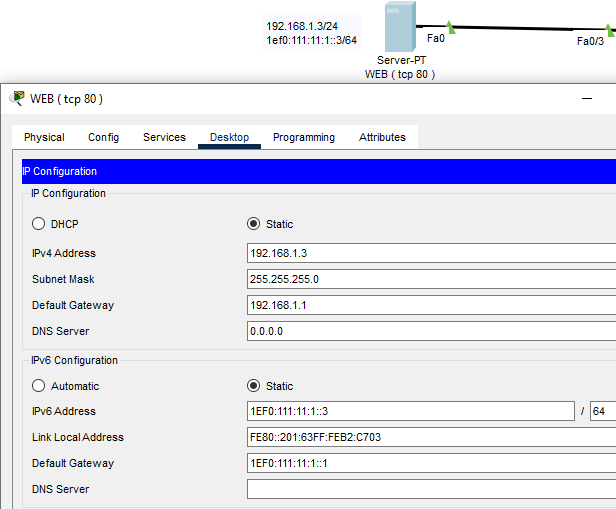 192.168.1.3/24
1ef0:111:11:1::3/64
Fa0
Fa0/3
Server-PT
WEB ( tcp 80 )
WEB ( tcp 80 )
Physical Config Services Desktop Programming Attributes
IP Configuration
IP Configuration
DHCP Static
IPv4 Address 192.168.1.3
Subnet Mask 255.255.255.0
Default Gateway 192.168.1.1
DNS Server 0.0.0.0
IPv6 Configuration
Automatic Static
IPv6 Address 1EF0:111:11:1::3 / 64
Link Local Address FE80::201:63FF:FEB2:C703
Default Gateway 1EF0:111:11:1::1
DNS Server